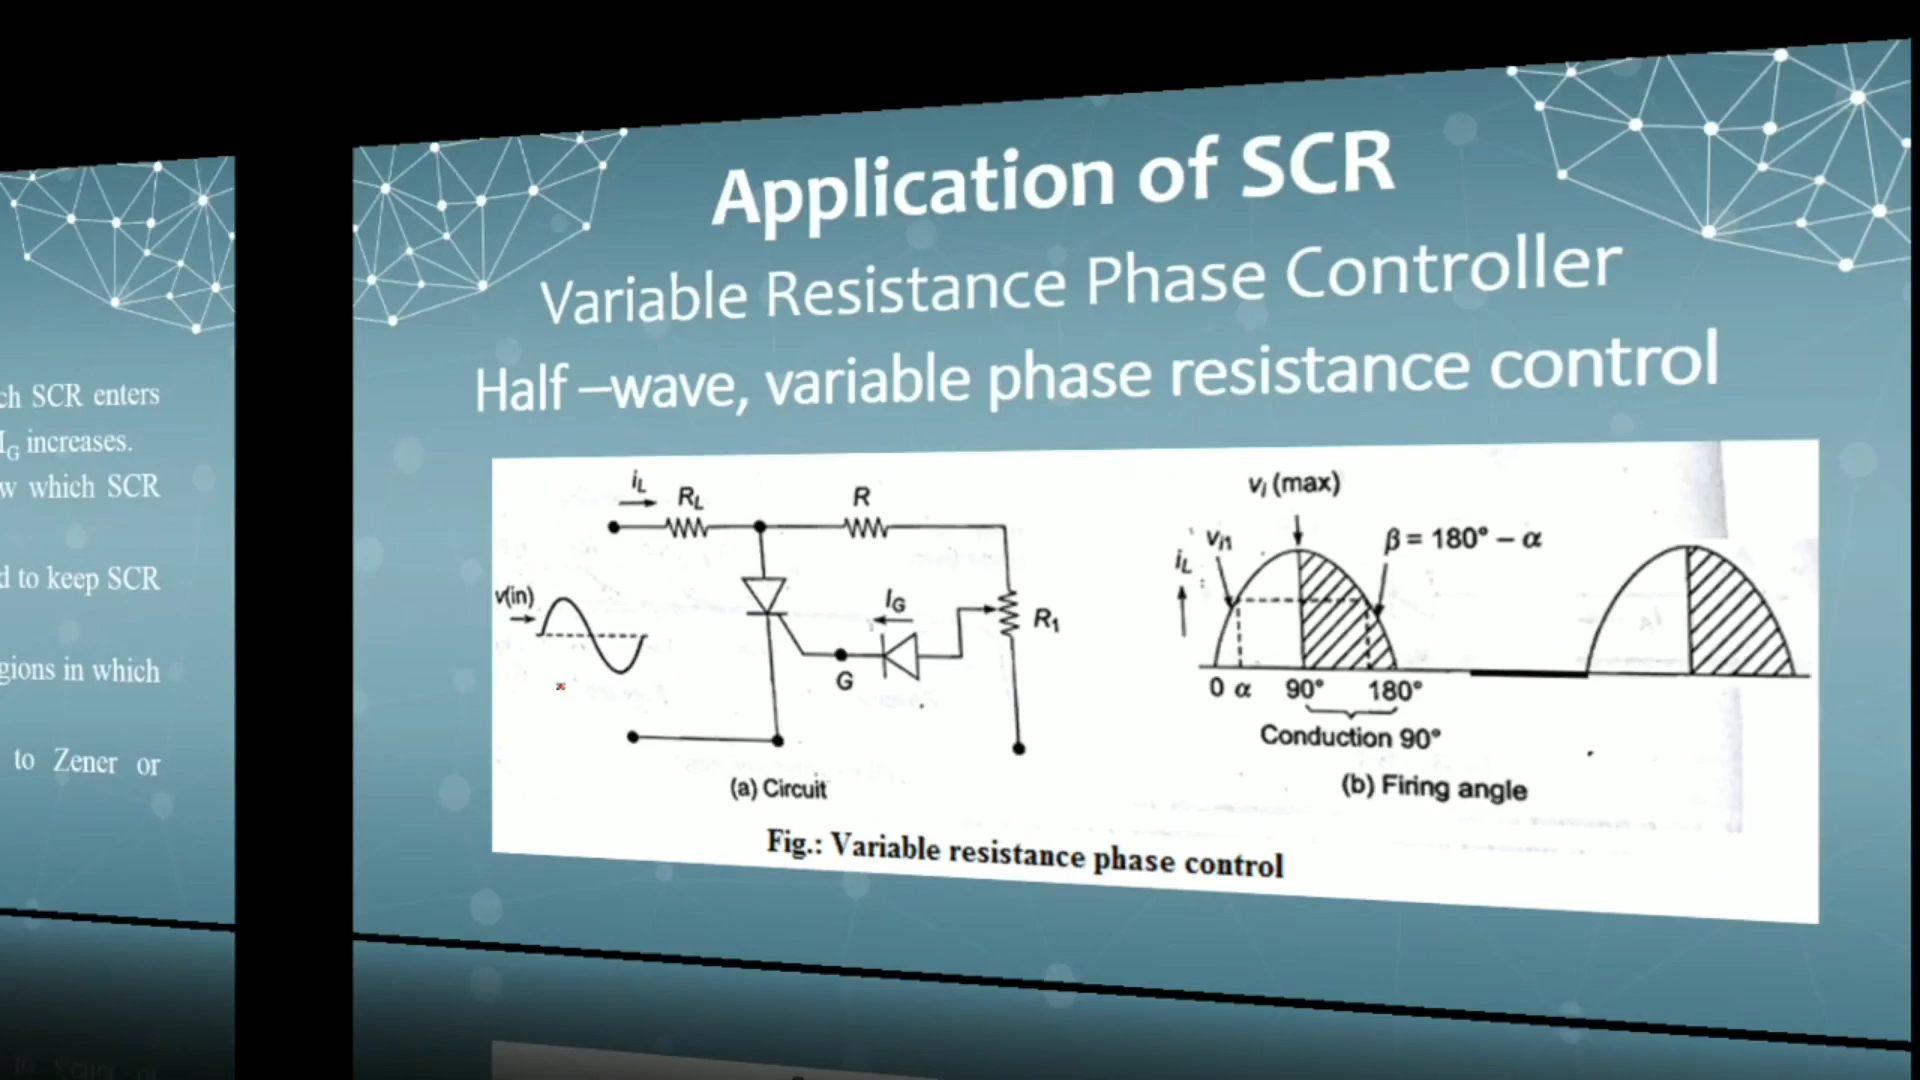 ch SCR enters
IG increases.
w which SCR
d to keep SCR
gions in which
to Zener or
Application of SCR
Variable Resistance Phase Controller
Half –wave, variable phase resistance control
iL
RL
R
v(in)
IG
R1
G
(a) Circuit
vi (max)
vi1
β = 180° – α
iL
0 α 90° 180°
Conduction 90°
(b) Firing angle
Fig.: Variable resistance phase control